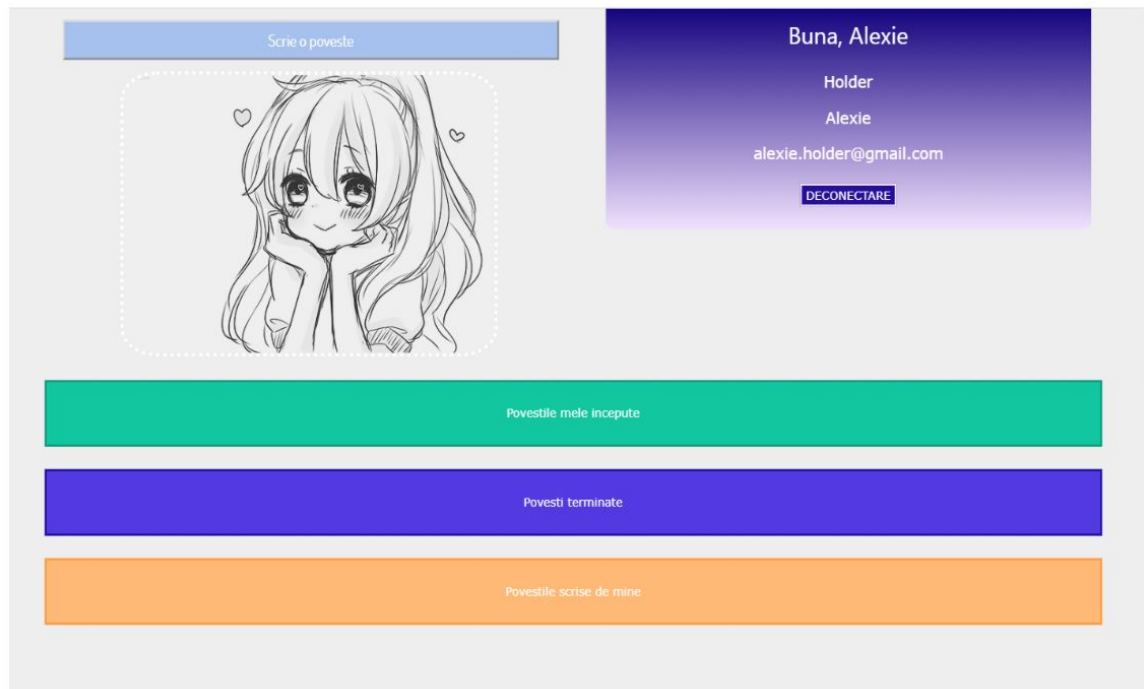 Scrie o poveste
Buna, Alexie
Holder
Alexie
alexie.holder@gmail.com
DECONECTARE
Povestile mele incepute
Povesti terminate
Povestile scrise de mine